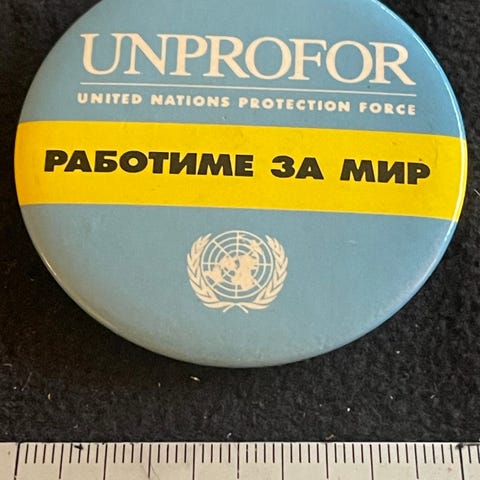 UNPROFOR
UNITED NATIONS PROTECTION FORCE
РАБОТИМЕ ЗА МИР